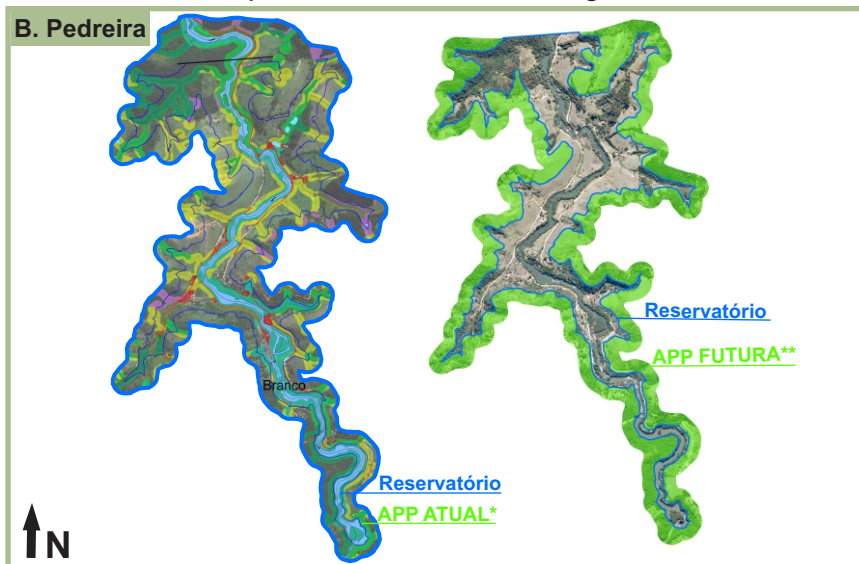 B. Pedreira
Reservatório
APP FUTURA**
Branco
Reservatório
APP ATUAL*
N